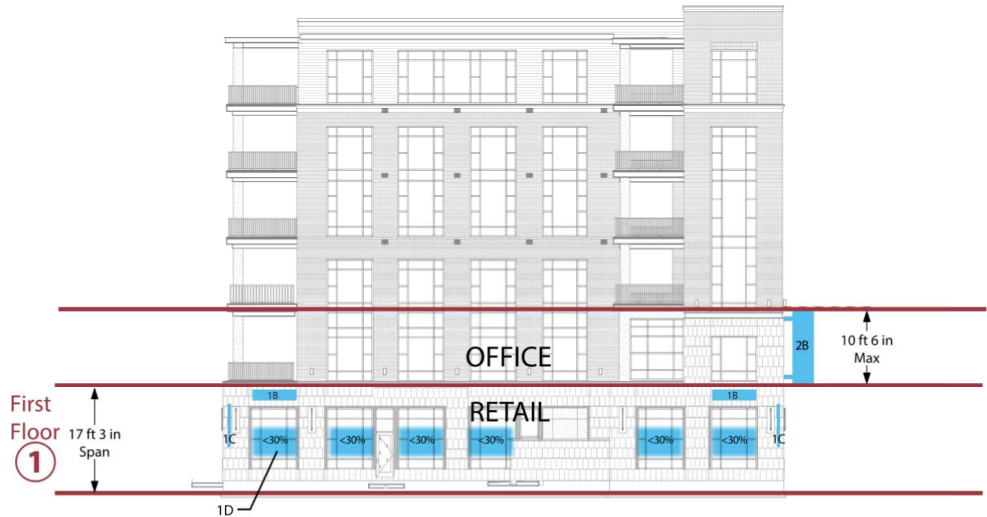 OFFICE
2B
10 ft 6 in
Max
First
Floor
1
17 ft 3 in
Span
RETAIL
1B
1B
1C
1C
<30%
<30%
<30%
<30%
<30%
<30%
1D